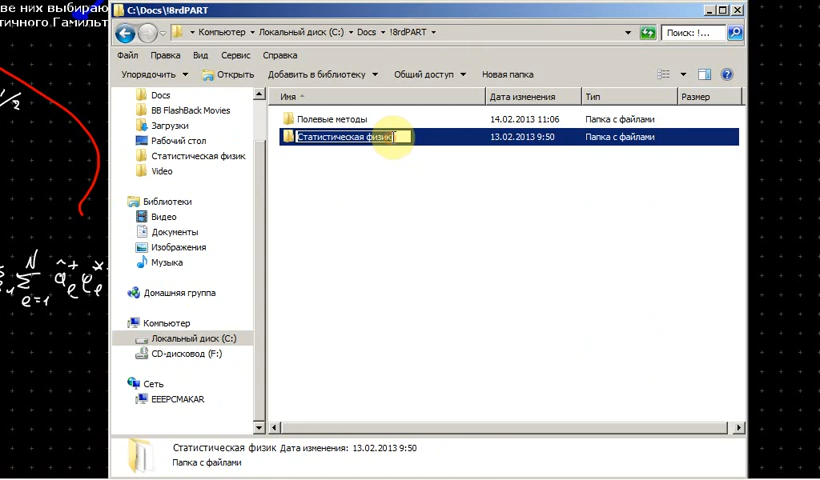 ве них выбираю
тичного Гамильт
C:\Docs\!8rdPART
Компьютер Локальный диск (C:) Docs !8rdPART
Поиск: !...
Файл Правка Вид Сервис Справка
Упорядочить Открыть Добавить в библиотеку Общий доступ Новая папка
Имя Дата изменения Тип Размер
Docs
BB FlashBack Movies
Загрузки
Рабочий стол
Статистическая физик
Video
Библиотеки
Видео
Документы
Изображения
Музыка
Домашняя группа
Компьютер
Локальный диск (C:)
CD-дисковод (F:)
Сеть
EEEPCMAKAR
Полевые методы 14.02.2013 11:06 Папка с файлами
Статистическая физик 13.02.2013 9:50 Папка с файлами
Статистическая физик Дата изменения: 13.02.2013 9:50
Папка с файлами